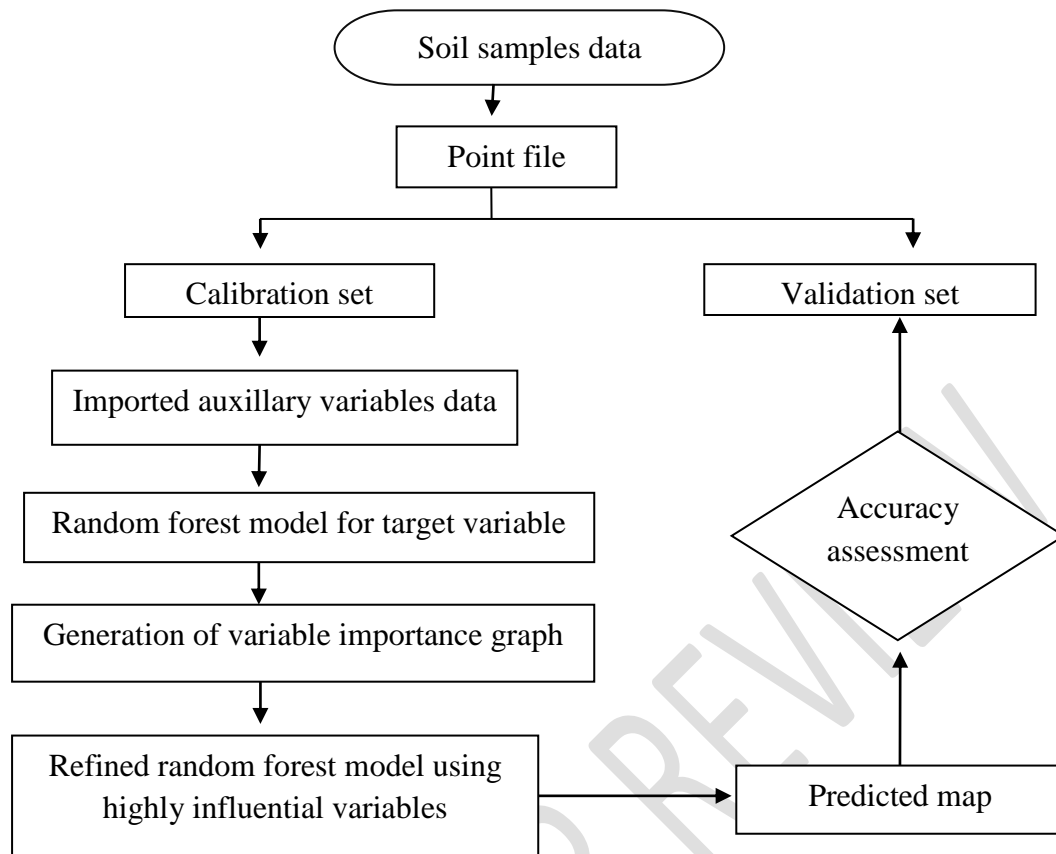 Soil samples data
Point file
Calibration set
Validation set
Imported auxillary variables data
Random forest model for target variable
Accuracy
assessment
Generation of variable importance graph
Refined random forest model using
highly influential variables
Predicted map
R REVIEW